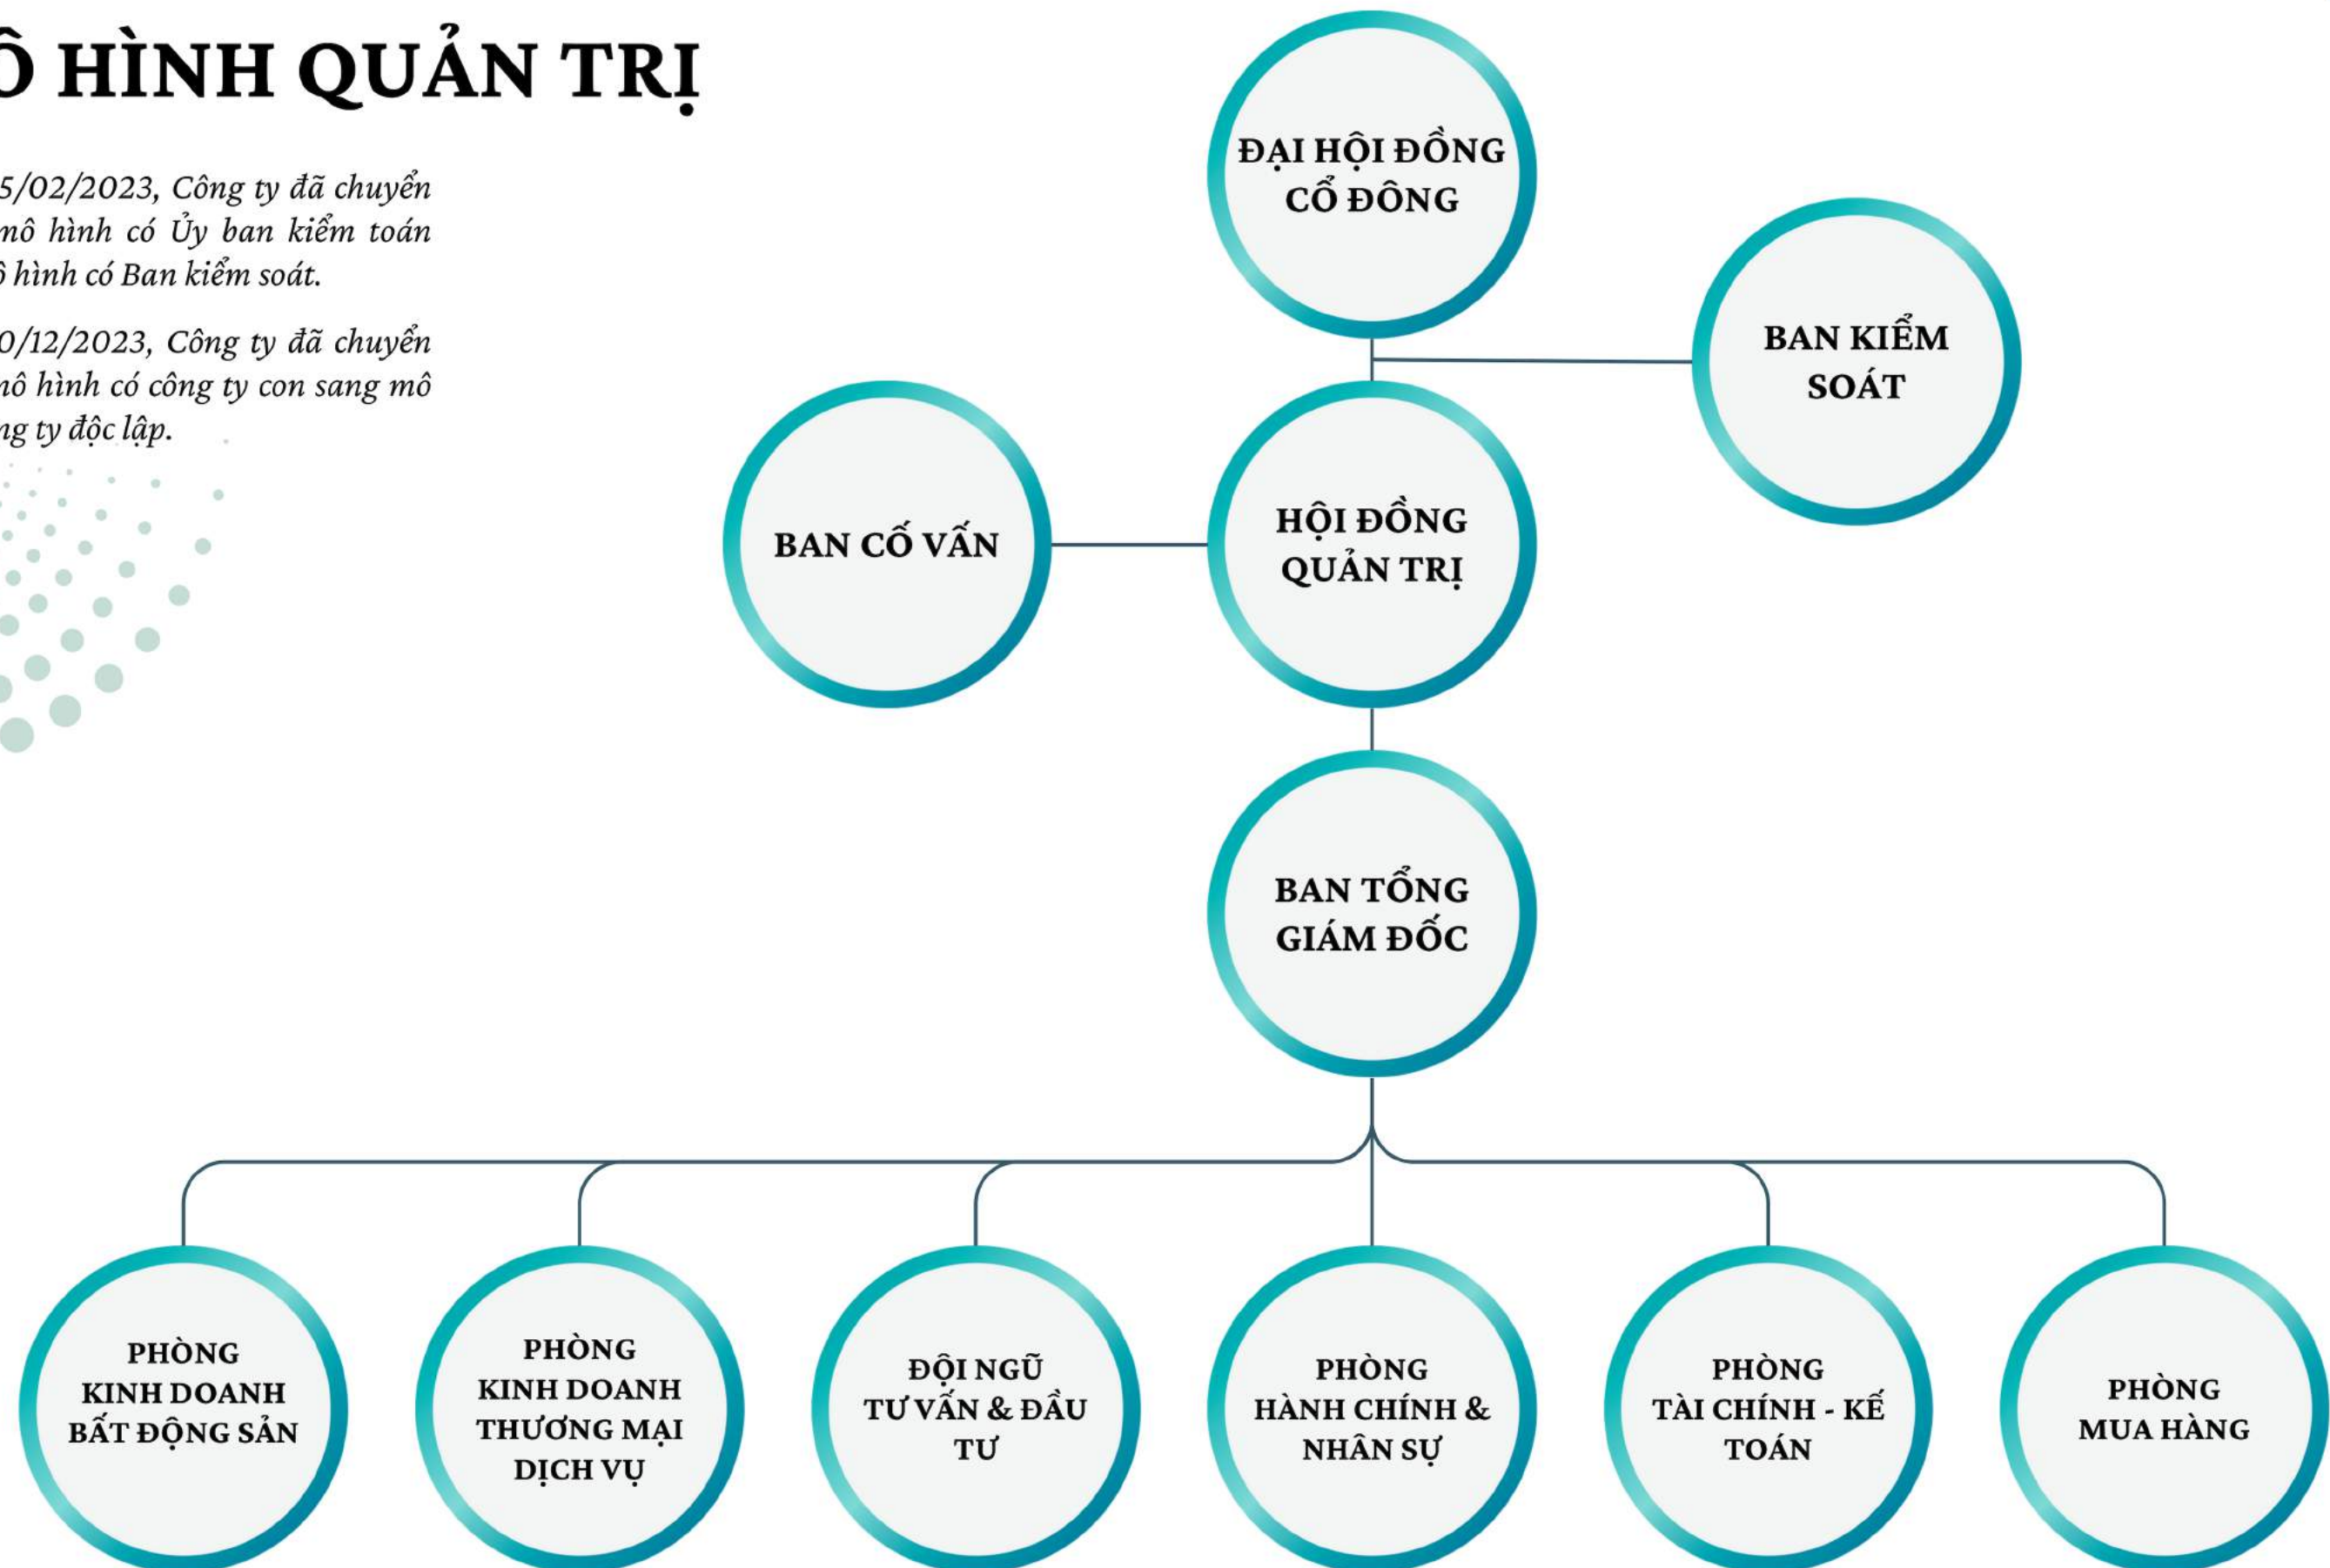 Ô HÌNH QUẢN TRỊ
5/02/2023, Công ty đã chuyển
mô hình có Ủy ban kiểm toán
hình có Ban kiểm soát.
0/12/2023, Công ty đã chuyển
mô hình có công ty con sang mô
ty độc lập.
ĐẠI HỘI ĐỒNG
CỔ ĐÔNG
BAN KIỂM
SOÁT
BAN CỐ VẤN
HỘI ĐỒNG
QUẢN TRỊ
BAN TỔNG
GIÁM ĐỐC
PHÒNG
KINH DOANH
BẤT ĐỘNG SẢN
PHÒNG
KINH DOANH
THƯƠNG MẠI
DỊCH VỤ
ĐỘI NGŨ
TƯ VẤN & ĐẦU
TƯ
PHÒNG
HÀNH CHÍNH &
NHÂN SỰ
PHÒNG
TÀI CHÍNH - KẾ
TOÁN
PHÒNG
MUA HÀNG